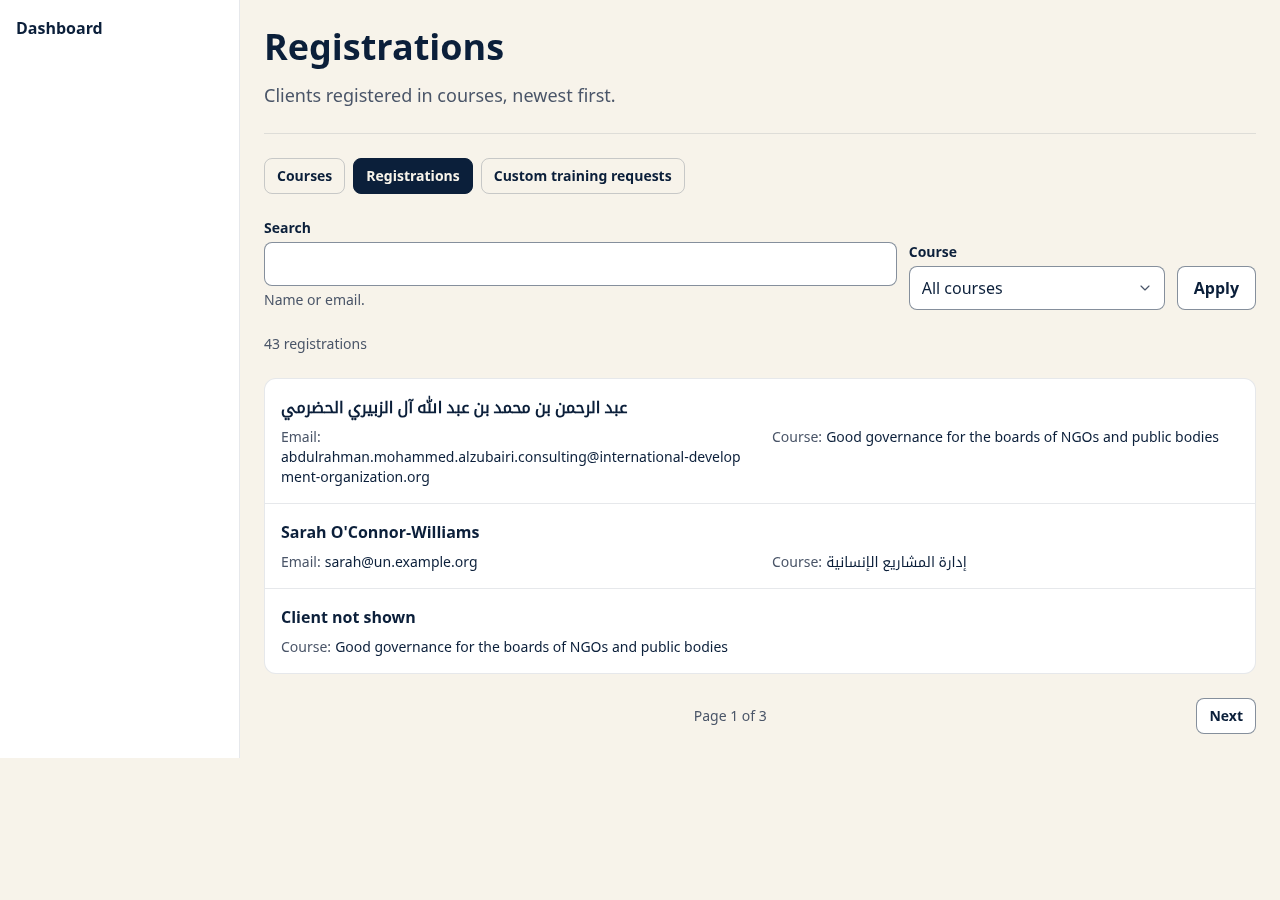 Dashboard
Registrations
Clients registered in courses, newest first.
Courses
Registrations
Custom training requests
Search
Name or email.
Course
All courses
Apply
43 registrations
عبد الرحمن بن محمد بن عبد الله آل الزبيري الحضرمي
Email:
abdulrahman.mohammed.alzubairi.consulting@international-develop
ment-organization.org
Course: Good governance for the boards of NGOs and public bodies
Sarah O'Connor-Williams
Email: sarah@un.example.org
Course: إدارة المشاريع الإنسانية
Client not shown
Course: Good governance for the boards of NGOs and public bodies
Page 1 of 3
Next